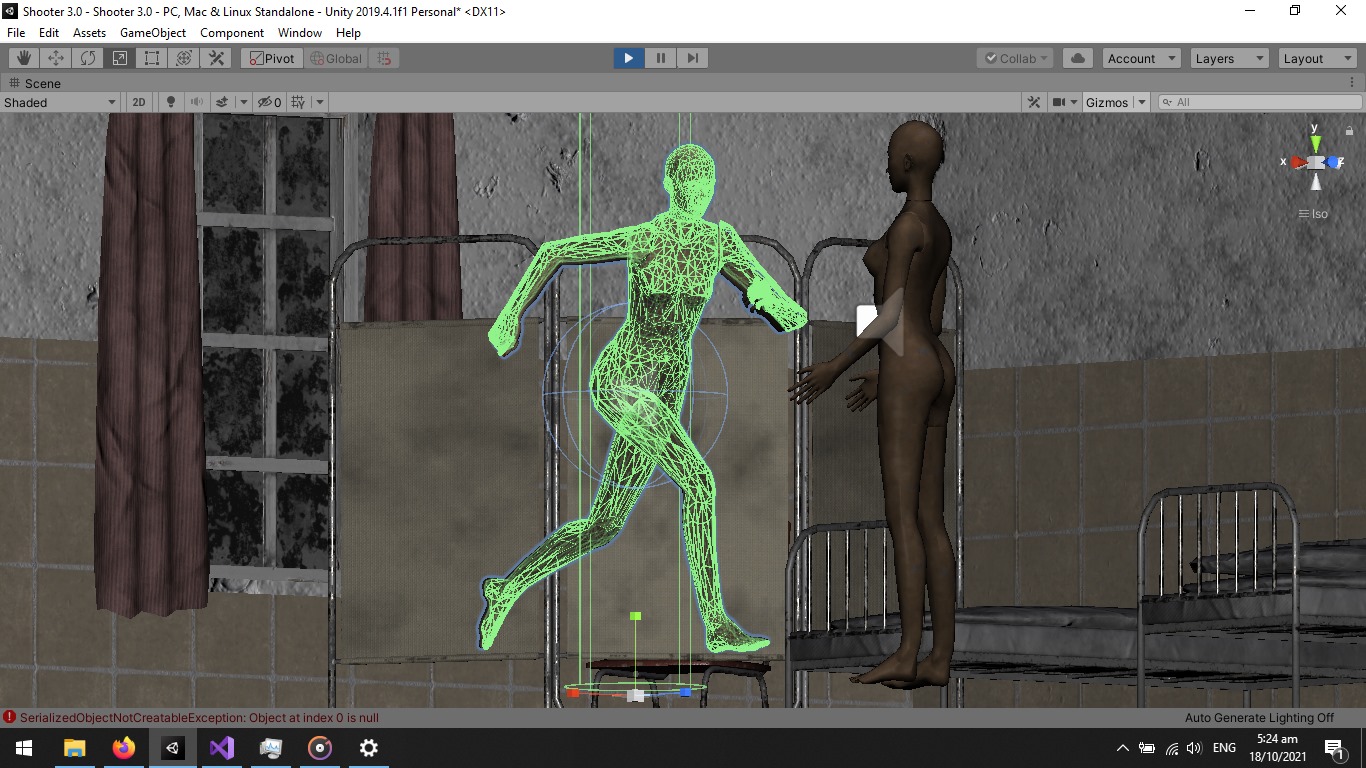 Shooter 3.0 - Shooter 3.0 - PC, Mac & Linux Standalone - Unity 2019.4.1f1 Personal* <DX11>
File Edit Assets GameObject Component Window Help
Pivot Global Collab Account Layers Layout
Scene
Shaded 2D 0 Gizmos All
y
x z
Iso
SerializedObjectNotCreatableException: Object at index 0 is null Auto Generate Lighting Off
ENG 5:24 am
18/10/2021 1